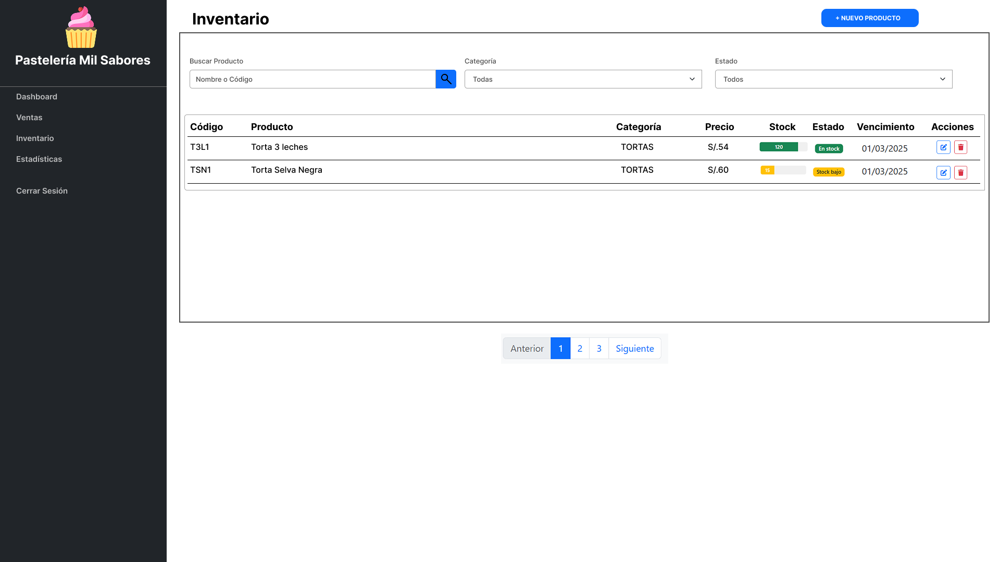 Pastelería Mil Sabores
Dashboard
Ventas
Inventario
Estadísticas
Cerrar Sesión
Inventario
+ NUEVO PRODUCTO
Buscar Producto
Categoría
Estado
Nombre o Código
Todas
Todos
Código Producto Categoría Precio Stock Estado Vencimiento Acciones
T3L1 Torta 3 leches TORTAS S/.54 120 En stock 01/03/2025
TSN1 Torta Selva Negra TORTAS S/.60 15 Stock bajo 01/03/2025
Anterior 1 2 3 Siguiente